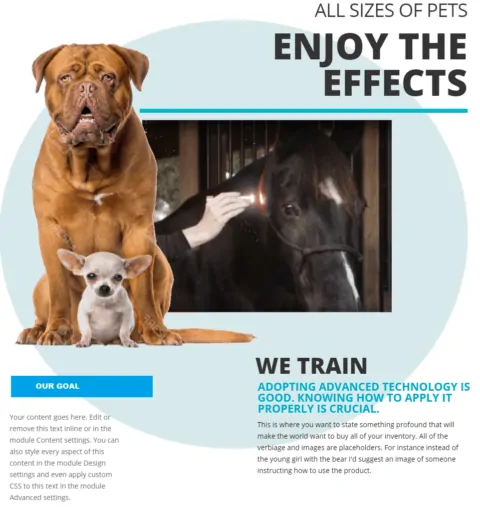 ALL SIZES OF PETS
ENJOY THE
EFFECTS
OUR GOAL
Your content goes here. Edit or
remove this text inline or in the
module Content settings. You can
also style every aspect of this
content in the module Design
settings and even apply custom
CSS to this text in the module
Advanced settings.
WE TRAIN
ADOPTING ADVANCED TECHNOLOGY IS
GOOD. KNOWING HOW TO APPLY IT
PROPERLY IS CRUCIAL.
This is where you want to state something profound that will
make the world want to buy all of your inventory. All of the
verbiage and images are placeholders. For instance instead of
the young girl with the bear I'd suggest an image of someone
instructing how to use the product.